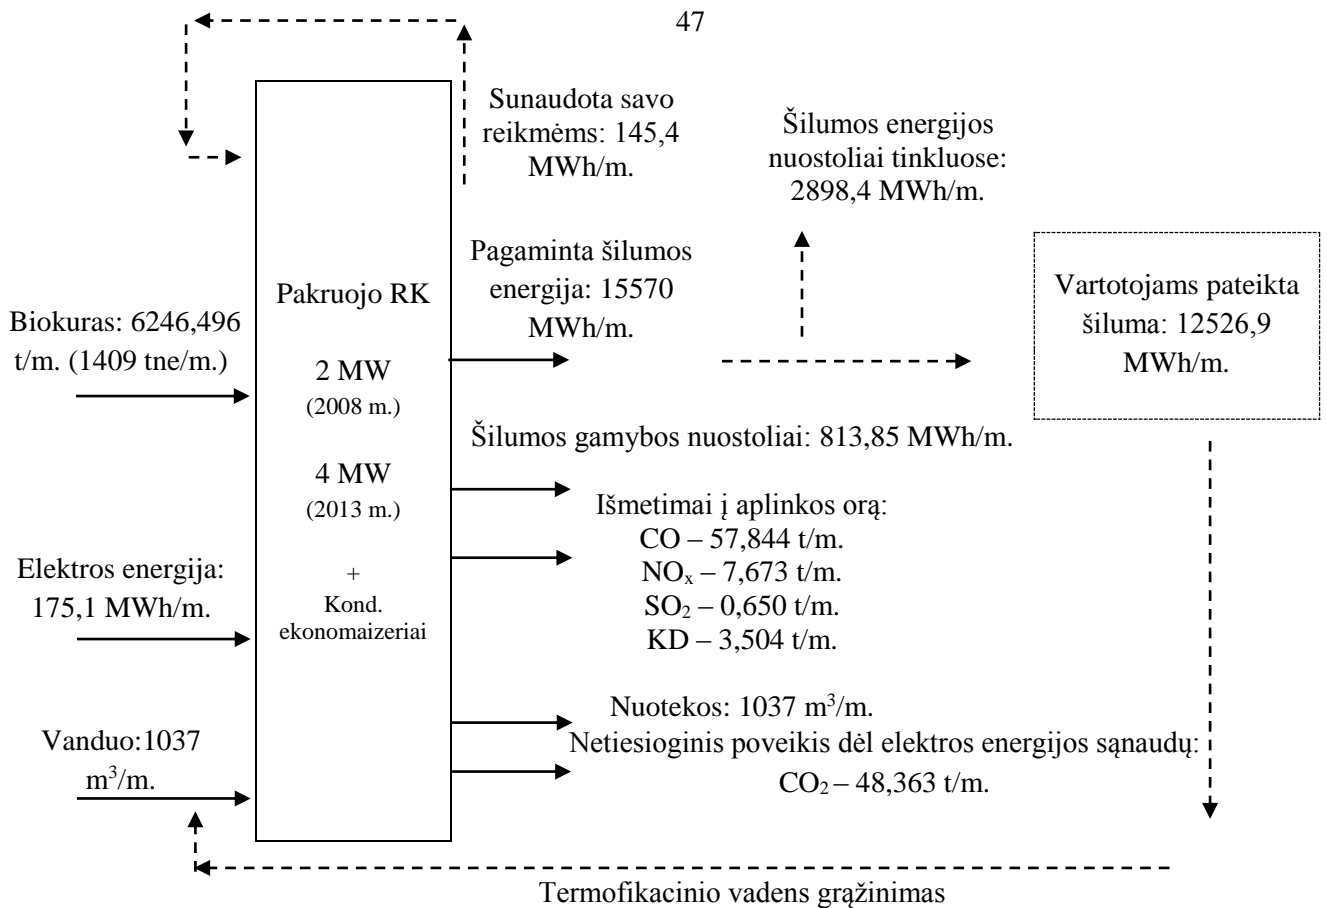 47
Sunaudota savo
reikmėms: 145,4
MWh/m.
Šilumos energijos
nuostoliai tinkluose:
2898,4 MWh/m.
Pagaminta šilumos
energija: 15570
MWh/m.
Vartotojams pateikta
šiluma: 12526,9
MWh/m.
Biokuras: 6246,496
t/m. (1409 tne/m.)
Pakruojo RK
2 MW
(2008 m.)
4 MW
(2013 m.)
+
Kond.
ekonomaizeriai
Šilumos gamybos nuostoliai: 813,85 MWh/m.
Išmetimai į aplinkos orą:
CO – 57,844 t/m.
NOₓ – 7,673 t/m.
SO₂ – 0,650 t/m.
KD – 3,504 t/m.
Elektros energija:
175,1 MWh/m.
Nuotekos: 1037 m³/m.
Netiesioginis poveikis dėl elektros energijos sąnaudų:
CO₂ – 48,363 t/m.
Vanduo:1037
m³/m.
Termofikacinio vadens grąžinimas